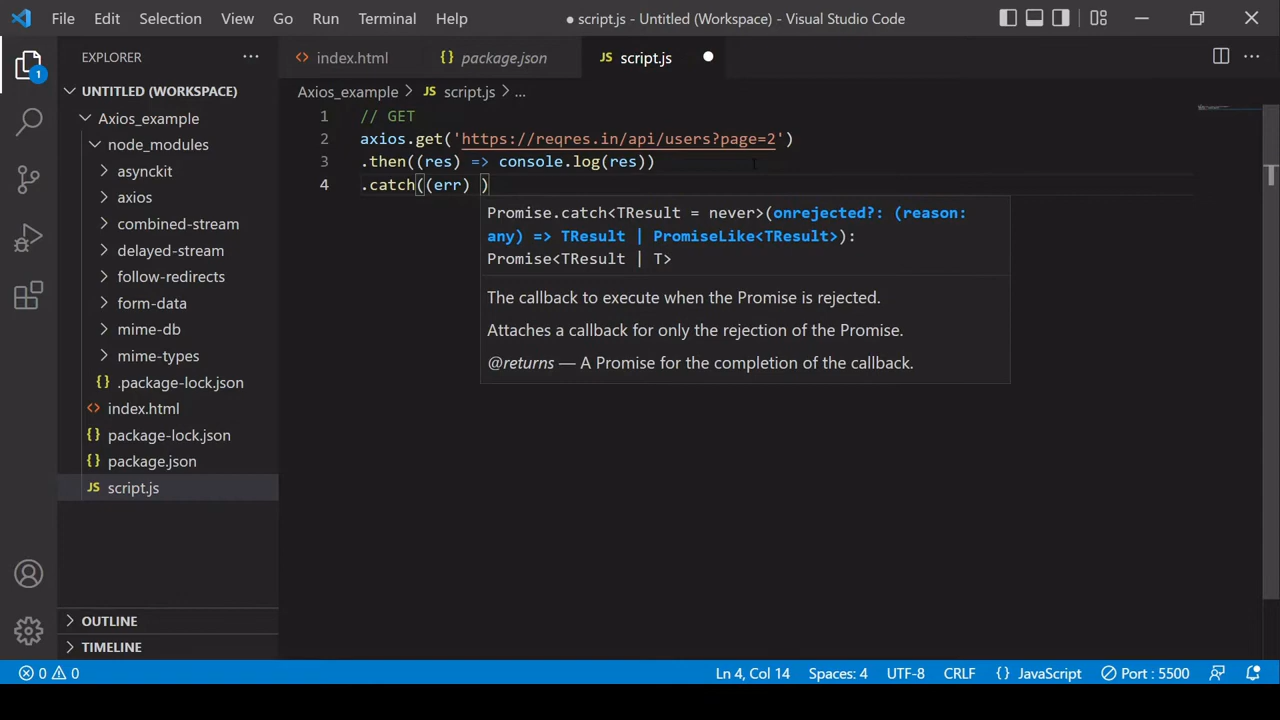 File Edit Selection View Go Run Terminal Help ● script.js - Untitled (Workspace) - Visual Studio Code
EXPLORER ···
<> index.html {} package.json JS script.js ●
UNTITLED (WORKSPACE)
Axios_example > JS script.js > ...
Axios_example
node_modules
asynckit
axios
combined-stream
delayed-stream
follow-redirects
form-data
mime-db
mime-types
{} .package-lock.json
<> index.html
{} package-lock.json
{} package.json
JS script.js
OUTLINE
TIMELINE
1
1 // GET
2 axios.get('https://reqres.in/api/users?page=2')
3 .then((res) => console.log(res))
4 .catch((err) )
Promise.catch<TResult = never>(onrejected?: (reason:
any) => TResult | PromiseLike<TResult>):
Promise<TResult | T>
The callback to execute when the Promise is rejected.
Attaches a callback for only the rejection of the Promise.
@returns — A Promise for the completion of the callback.
0 0 Ln 4, Col 14 Spaces: 4 UTF-8 CRLF {} JavaScript Port : 5500